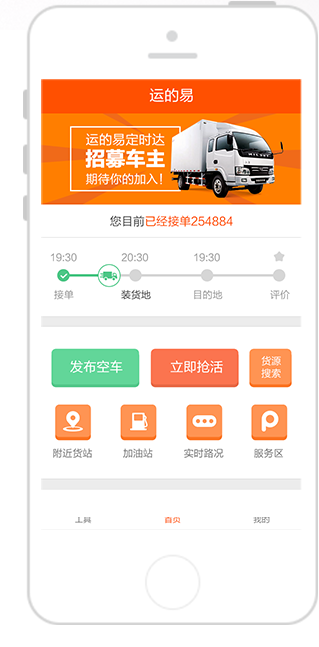 运的易
运的易定时达
招募车主
期待你的加入！
您目前已经接单254884
19:30 20:30 19:30
接单 装货地 目的地 评价
发布空车 立即抢活 货源搜索
附近货站 加油站 实时路况 服务区
工具 首页 我的